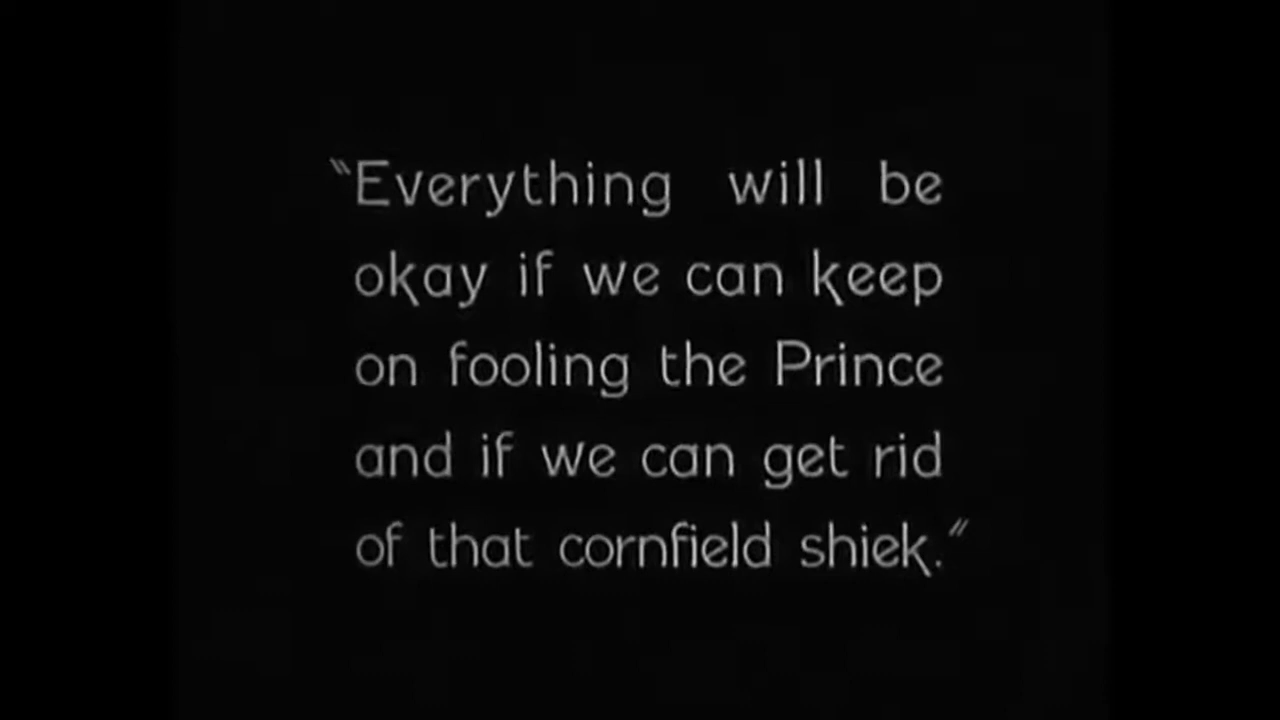 "Everything will be
okay if we can keep
on fooling the Prince
and if we can get rid
of that cornfield shiek."